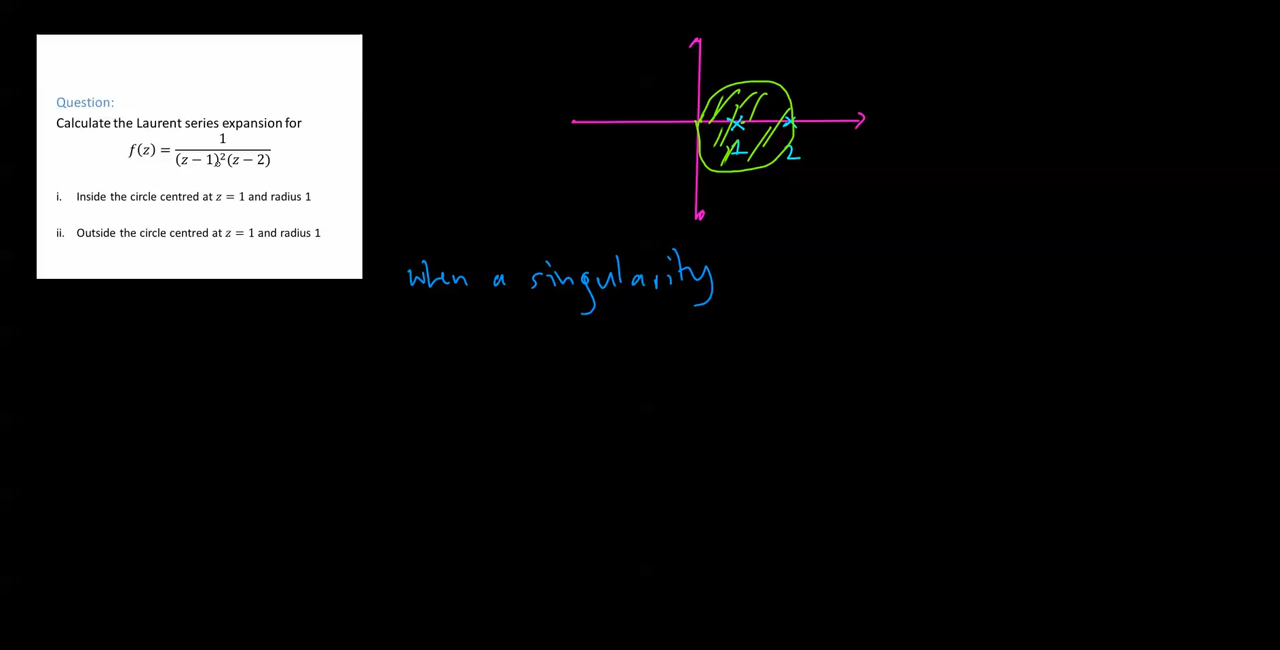 Question:
Calculate the Laurent series expansion for
f(z) = 1/((z − 1)²(z − 2))
i. Inside the circle centred at z = 1 and radius 1
ii. Outside the circle centred at z = 1 and radius 1
1 2
when a singularity